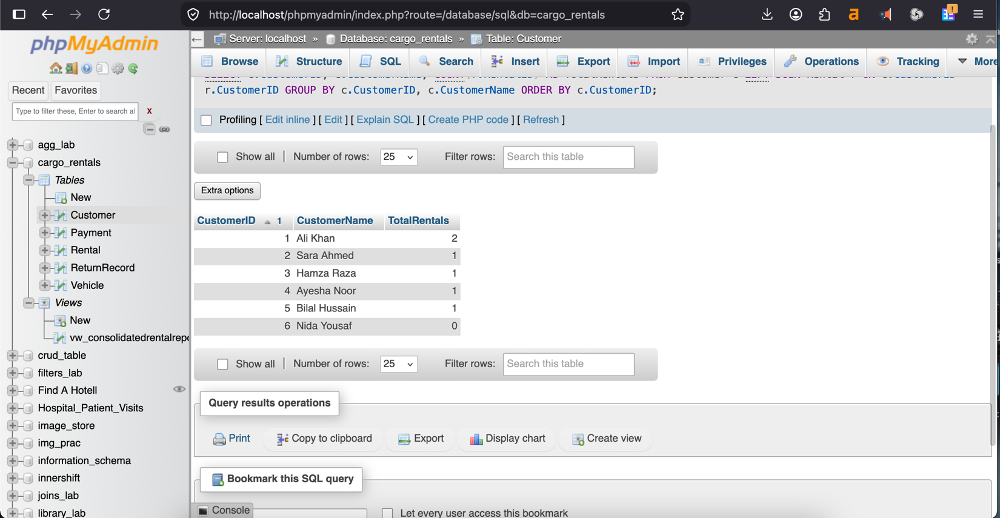 http://localhost/phpmyadmin/index.php?route=/database/sql&db=cargo_rentals
phpMyAdmin
Recent Favorites
Type to filter these, Enter to search al X
agg_lab
cargo_rentals
Tables
New
Customer
Payment
Rental
ReturnRecord
Vehicle
Views
New
vw_consolidatedrentalrepo
crud_table
filters_lab
Find A Hotell
Hospital_Patient_Visits
image_store
img_prac
information_schema
innershift
joins_lab
library_lab
Server: localhost » Database: cargo_rentals » Table: Customer
Browse Structure SQL Search Insert Export Import Privileges Operations Tracking More
r.CustomerID GROUP BY c.CustomerID, c.CustomerName ORDER BY c.CustomerID;
Profiling [ Edit inline ] [ Edit ] [ Explain SQL ] [ Create PHP code ] [ Refresh ]
Show all | Number of rows: 25 Filter rows: Search this table
Extra options
CustomerID 1 CustomerName TotalRentals
1 Ali Khan 2
2 Sara Ahmed 1
3 Hamza Raza 1
4 Ayesha Noor 1
5 Bilal Hussain 1
6 Nida Yousaf 0
Show all | Number of rows: 25 Filter rows: Search this table
Query results operations
Print Copy to clipboard Export Display chart Create view
Bookmark this SQL query
Console
Let every user access this bookmark